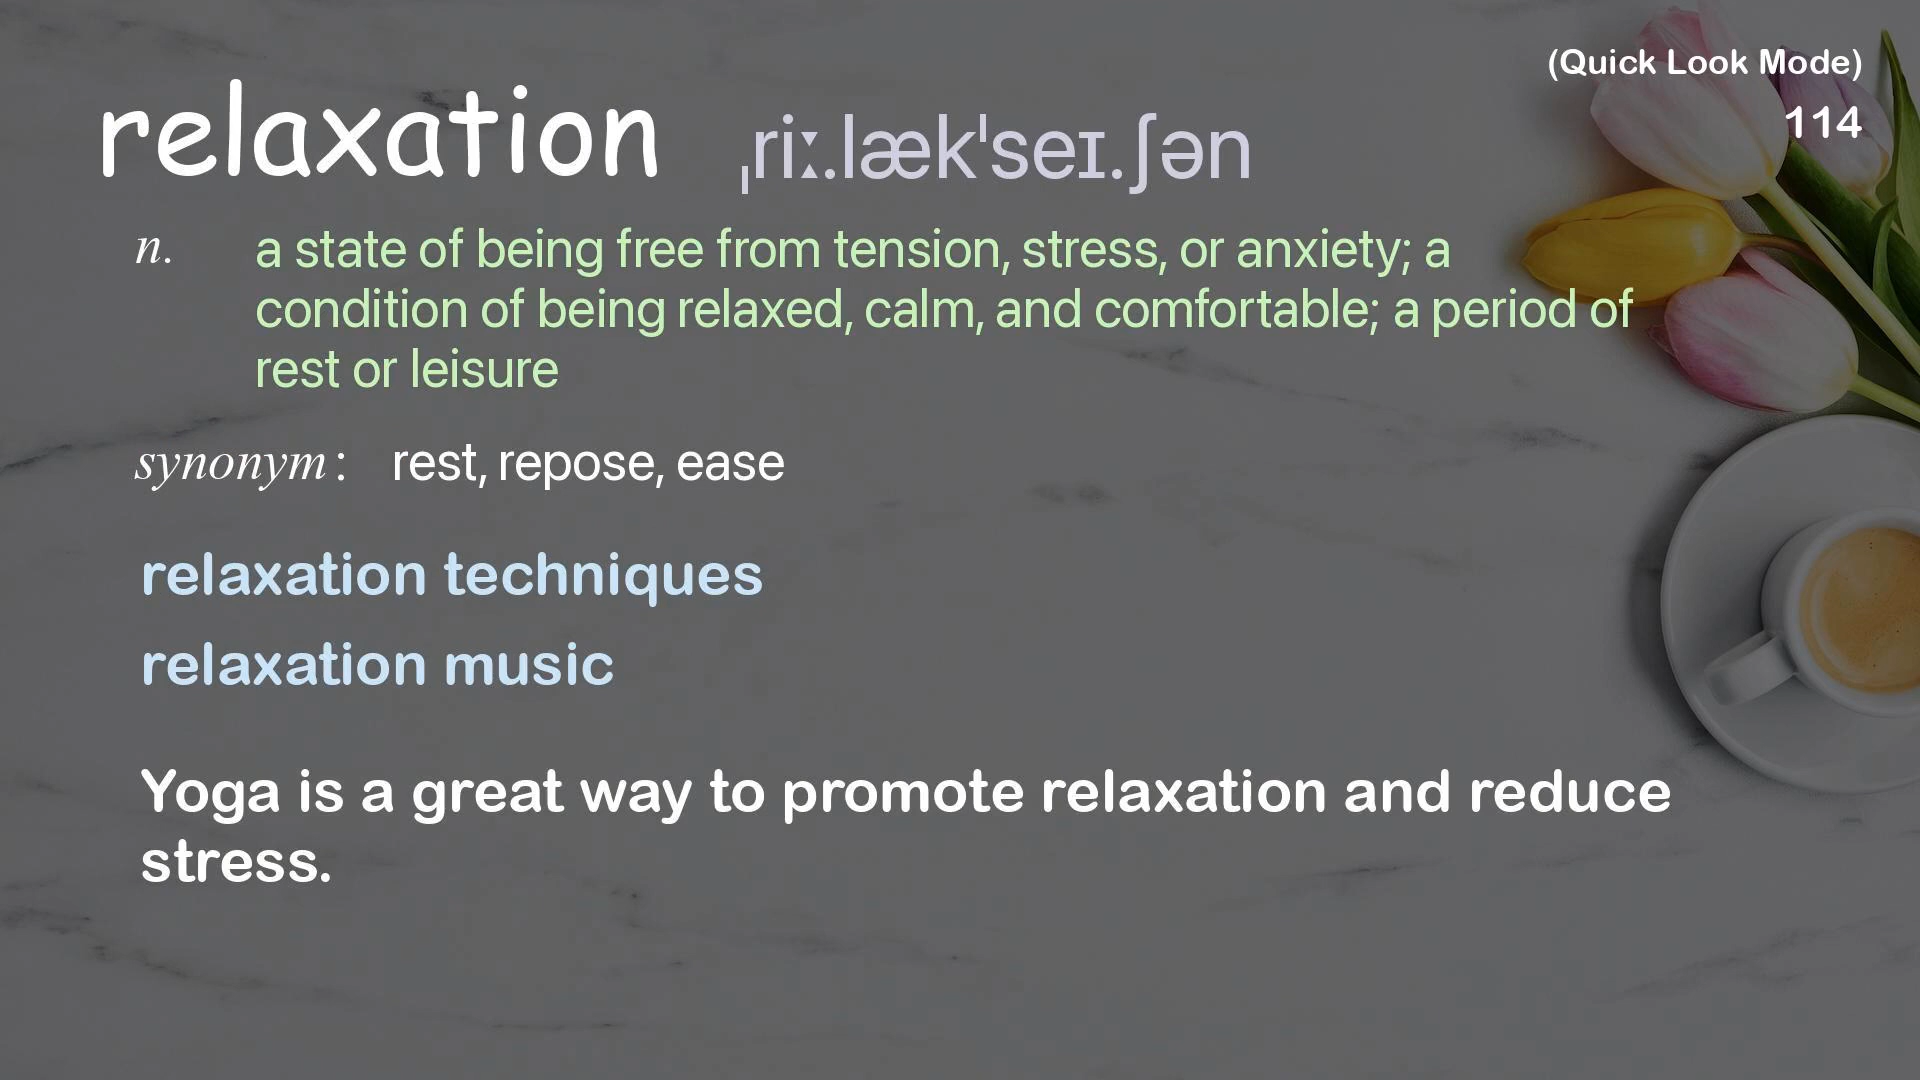 (Quick Look Mode)
114
relaxation ˌriː.lækˈseɪ.ʃən
n. a state of being free from tension, stress, or anxiety; a
condition of being relaxed, calm, and comfortable; a period of
rest or leisure
synonym: rest, repose, ease
relaxation techniques
relaxation music
Yoga is a great way to promote relaxation and reduce
stress.